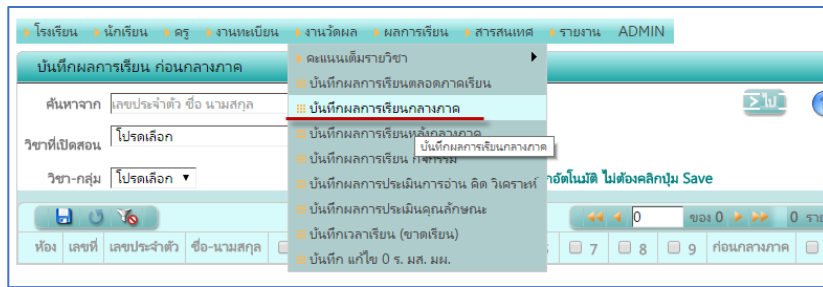 โรงเรียน นักเรียน ครู งานทะเบียน งานวัดผล ผลการเรียน สารสนเทศ รายงาน ADMIN
บันทึกผลการเรียน ก่อนกลางภาค
คะแนนเต็มรายวิชา
บันทึกผลการเรียนตลอดภาคเรียน
ค้นหาจาก เลขประจำตัว ชื่อ นามสกุล
บันทึกผลการเรียนกลางภาค
ไป
วิชาที่เปิดสอน โปรดเลือก
บันทึกผลการเรียนหลังกลางภาค
บันทึกผลการเรียนกลางภาค
บันทึกผลการเรียน กิจกรรม
วิชา-กลุ่ม โปรดเลือก
บันทึกผลการประเมินการอ่าน คิด วิเคราะห์
กอัตโนมัติ ไม่ต้องคลิกปุ่ม Save
บันทึกผลการประเมินคุณลักษณะ
0 ของ 0 0 ราย
บันทึกเวลาเรียน (ขาดเรียน)
ห้อง เลขที่ เลขประจำตัว ชื่อ-นามสกุล 7 8 9 ก่อนกลางภาค
บันทึก แก้ไข 0 ร. มส. มผ.